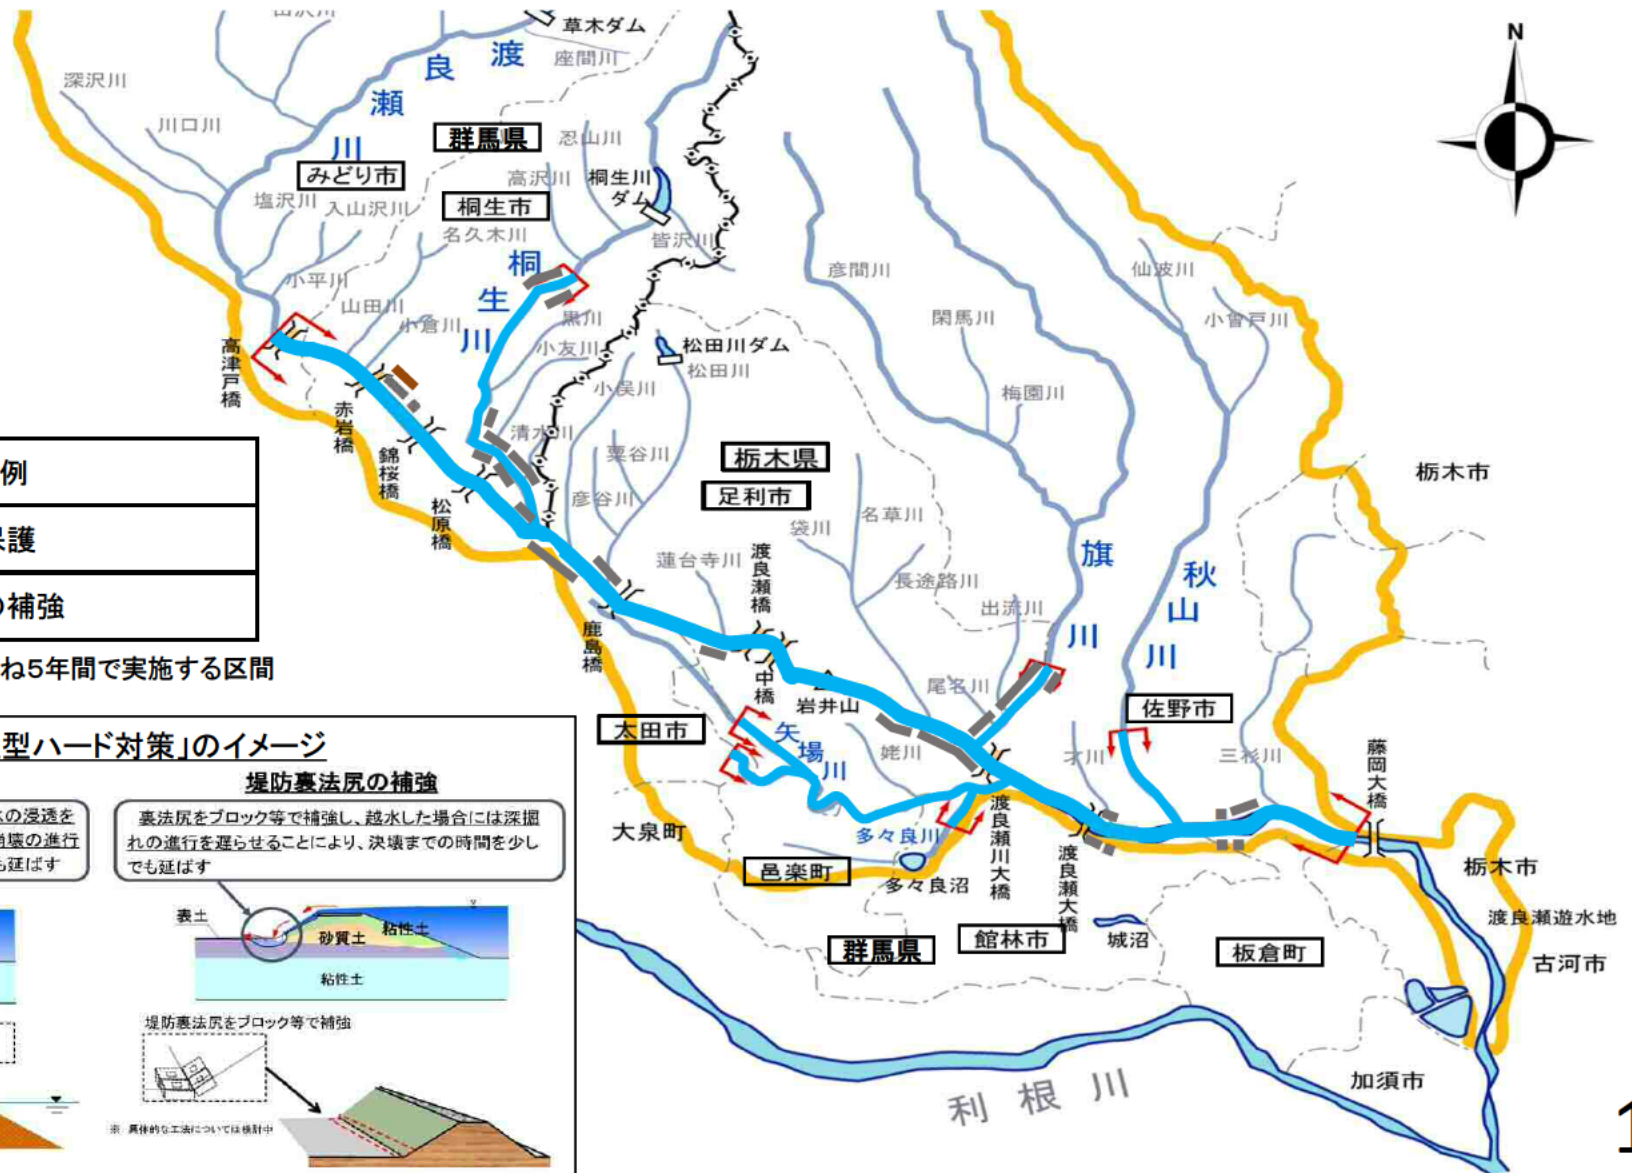 草木ダム
座間川
渡
良
瀬
川
深沢川
川口川
群馬県
忍山川
みどり市
高沢川
桐生川
ダム
桐生市
塩沢川
入山沢川
名久木川
皆沢川
桐
生
川
小平川
山田川
小倉川
黒川
小友川
小俣川
松田川ダム
松田川
彦間川
仙波川
閑馬川
小曽戸川
梅園川
高津戸橋
赤岩橋
錦桜橋
松原橋
清水川
粟谷川
彦谷川
栃木県
足利市
袋川
名草川
栃木市
蓮台寺川
渡良瀬橋
長途路川
出流川
旗
川
秋
山
川
鹿島橋
中橋
岩井山
尾名川
佐野市
太田市
矢
場
川
姥川
才川
三杉川
藤岡大橋
大泉町
多々良川
渡良瀬川大橋
渡良瀬大橋
邑楽町
多々良沼
栃木市
渡良瀬遊水地
群馬県
館林市
城沼
板倉町
古河市
加須市
利根川
N
例
護
の補強
ね5年間で実施する区間
型ハード対策」のイメージ
堤防裏法尻の補強
水の浸透を
崩壊の進行
も延ばす
裏法尻をブロック等で補強し、越水した場合には深掘
れの進行を遅らせることにより、決壊までの時間を少し
でも延ばす
表土
砂質土
粘性土
粘性土
堤防裏法尻をブロック等で補強
※ 具体的な工法については検討中
1